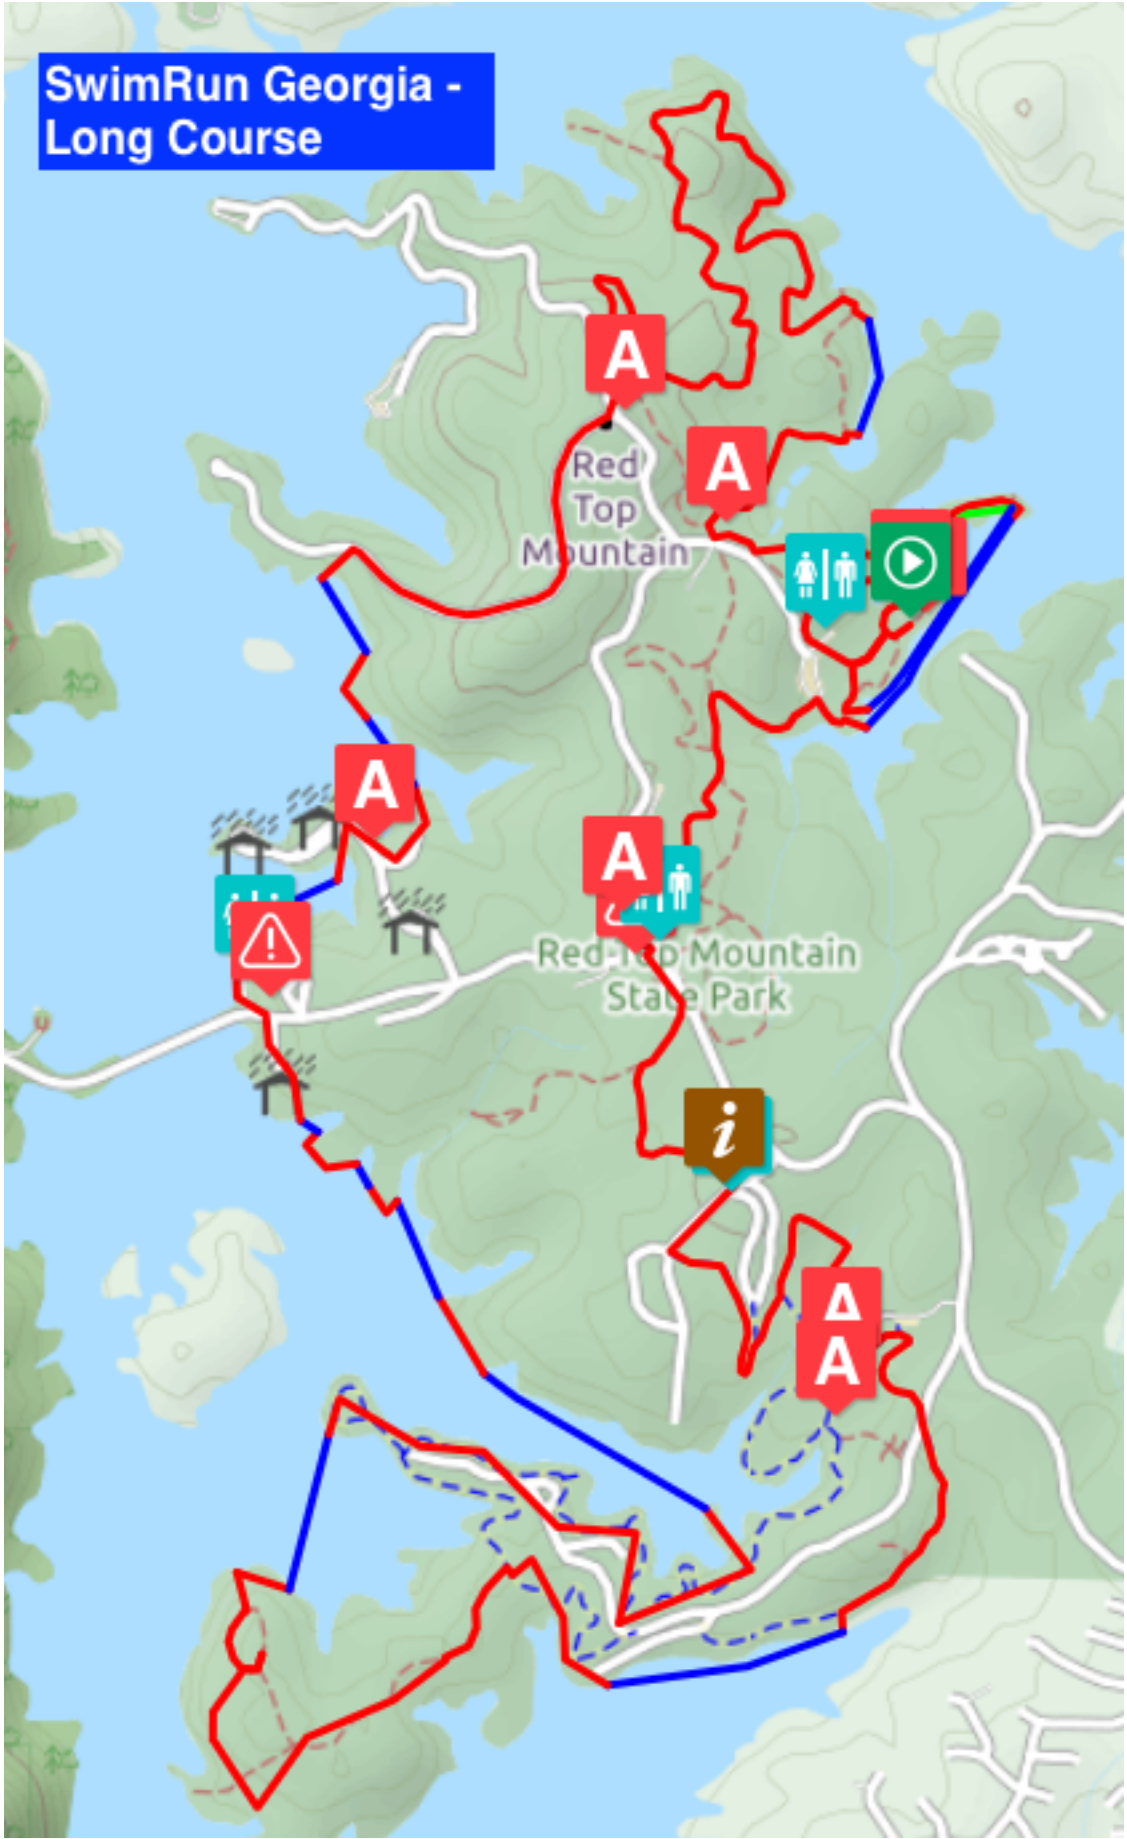 SwimRun Georgia -
Long Course
A
A
Red
Top
Mountain
A
A
Red Top Mountain
State Park
!
i
A
A